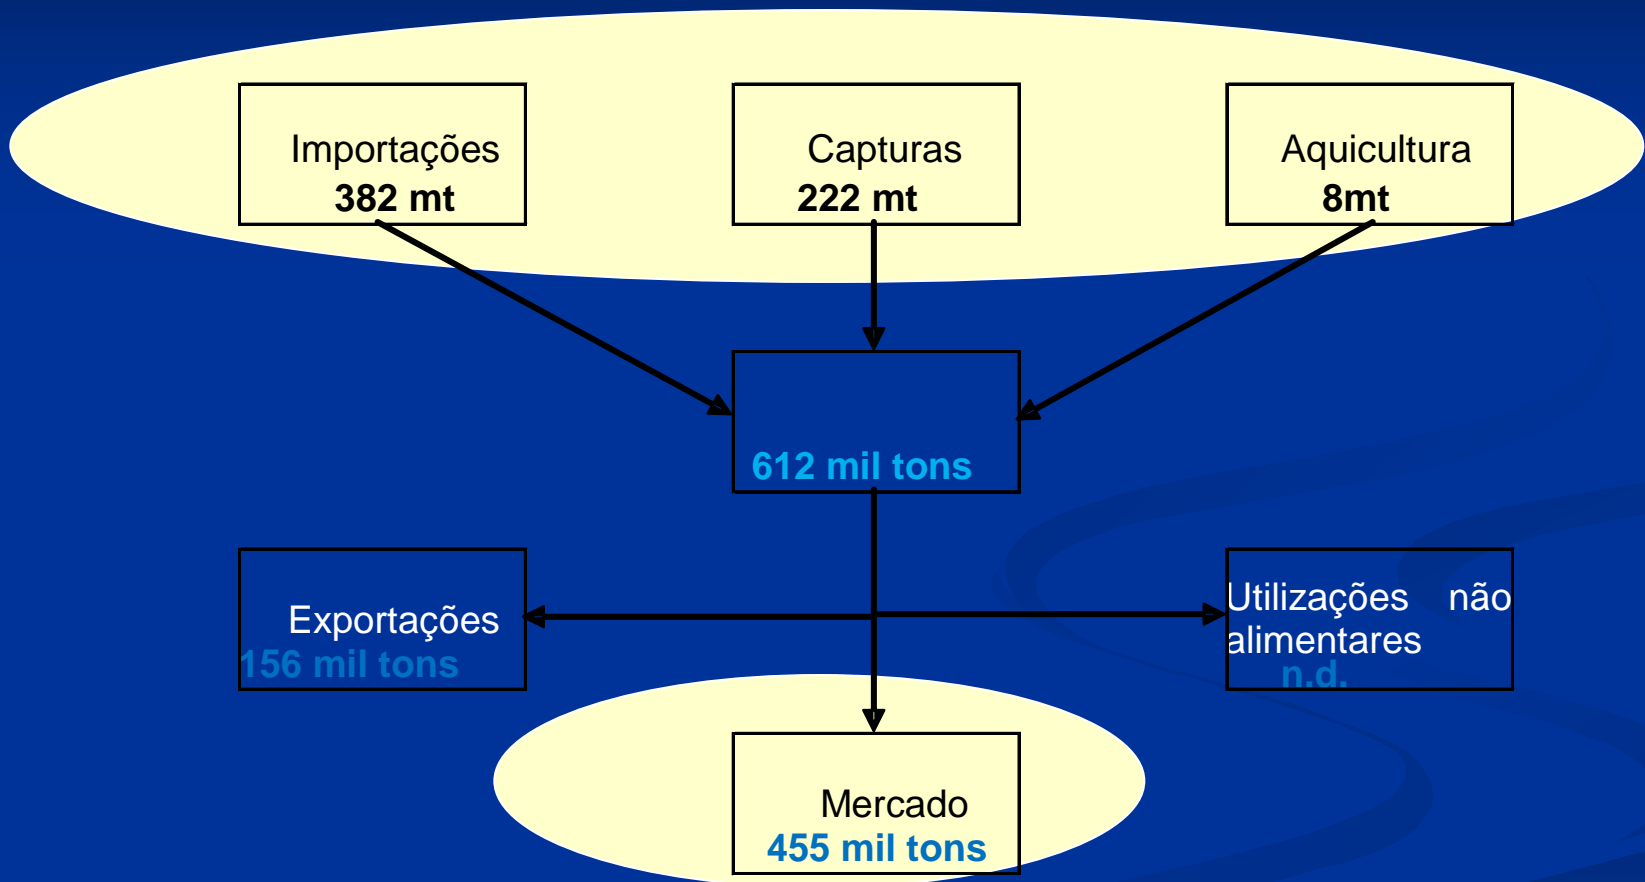 Importações
382 mt
Capturas
222 mt
Aquicultura
8mt
612 mil tons
Exportações
156 mil tons
Utilizações não
alimentares
n.d.
Mercado
455 mil tons